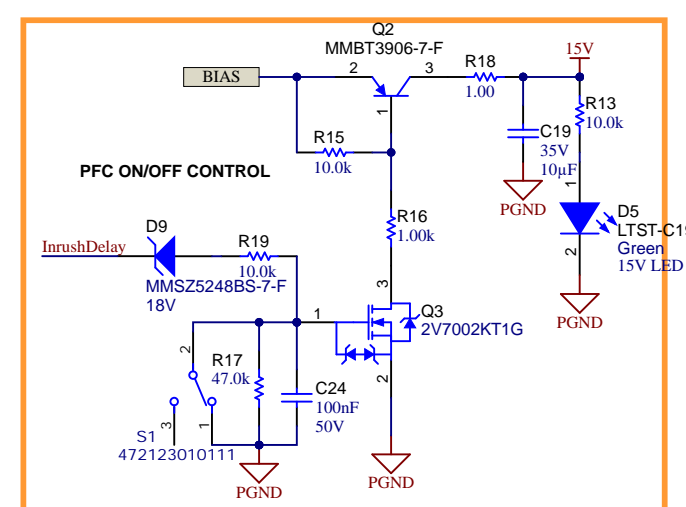 Q2
MMBT3906-7-F
BIAS
2
3
1
R18
1.00
15V
R13
10.0k
R15
10.0k
C19
35V
10µF
PGND
PFC ON/OFF CONTROL
R16
1.00k
1
2
D5
LTST-C19
Green
15V LED
PGND
D9
InrushDelay
R19
10.0k
MMSZ5248BS-7-F
18V
3
1
Q3
2V7002KT1G
2
2
R17
47.0k
C24
100nF
50V
3
1
S1
472123010111
PGND
PGND